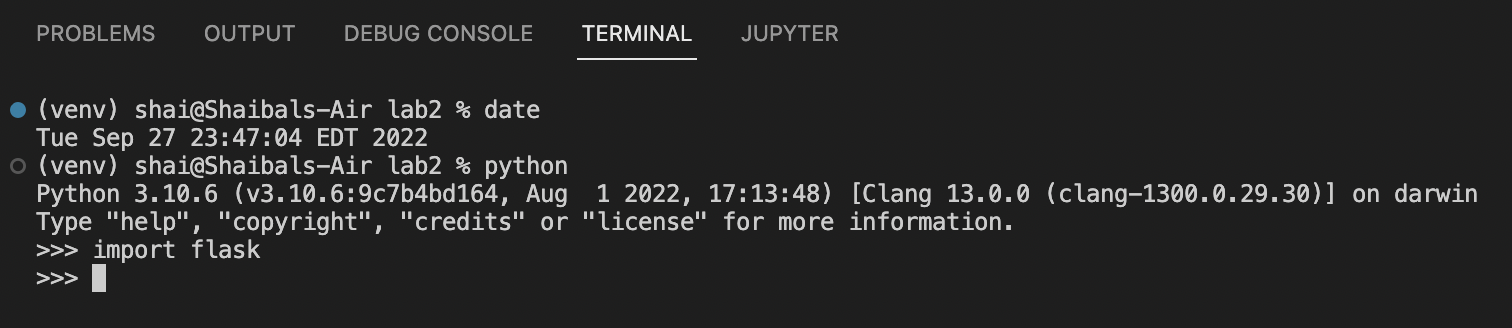 PROBLEMS OUTPUT DEBUG CONSOLE TERMINAL JUPYTER
(venv) shai@Shaibals-Air lab2 % date
Tue Sep 27 23:47:04 EDT 2022
(venv) shai@Shaibals-Air lab2 % python
Python 3.10.6 (v3.10.6:9c7b4bd164, Aug  1 2022, 17:13:48) [Clang 13.0.0 (clang-1300.0.29.30)] on darwin
Type "help", "copyright", "credits" or "license" for more information.
>>> import flask
>>>